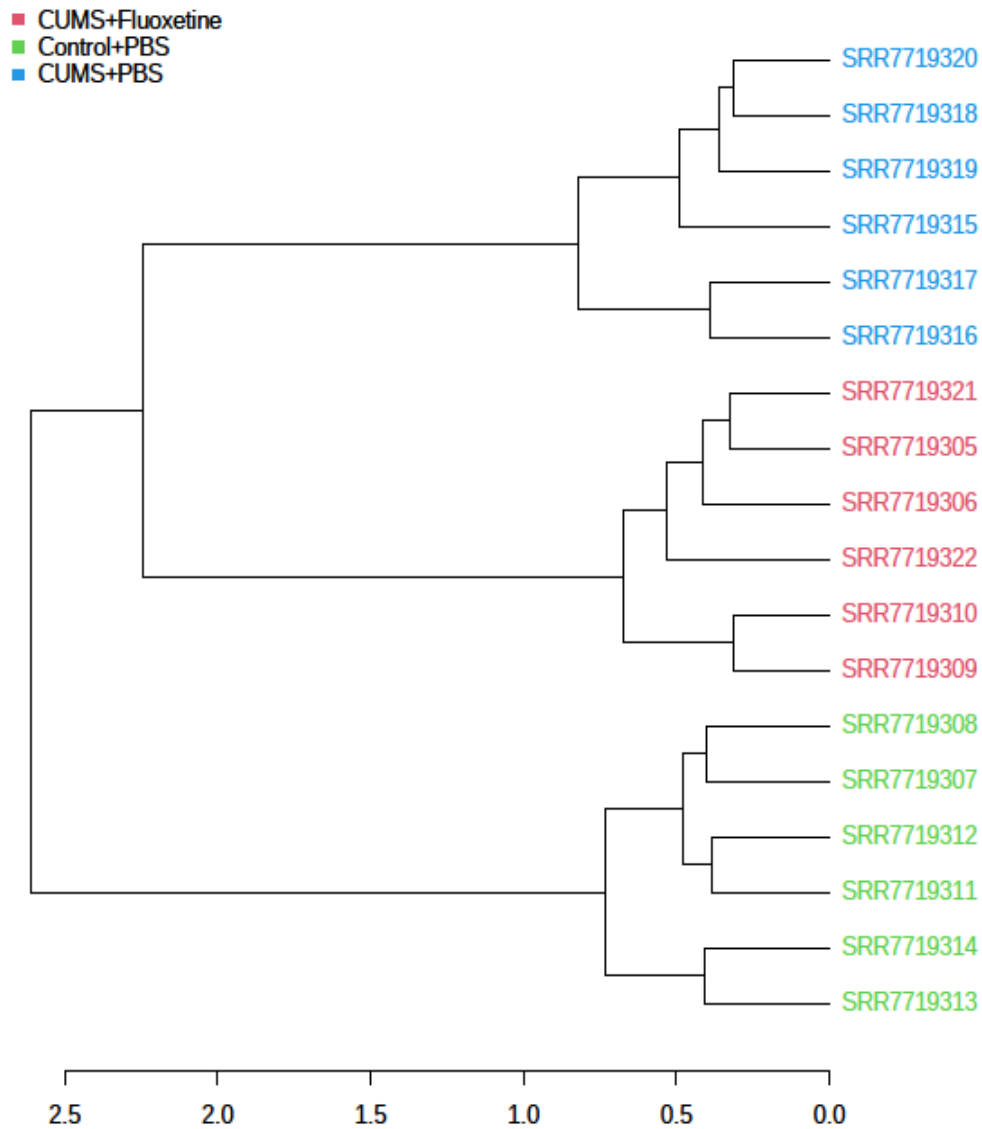 CUMS+Fluoxetine
Control+PBS
CUMS+PBS
SRR7719320
SRR7719318
SRR7719319
SRR7719315
SRR7719317
SRR7719316
SRR7719321
SRR7719305
SRR7719306
SRR7719322
SRR7719310
SRR7719309
SRR7719308
SRR7719307
SRR7719312
SRR7719311
SRR7719314
SRR7719313
2.5 2.0 1.5 1.0 0.5 0.0